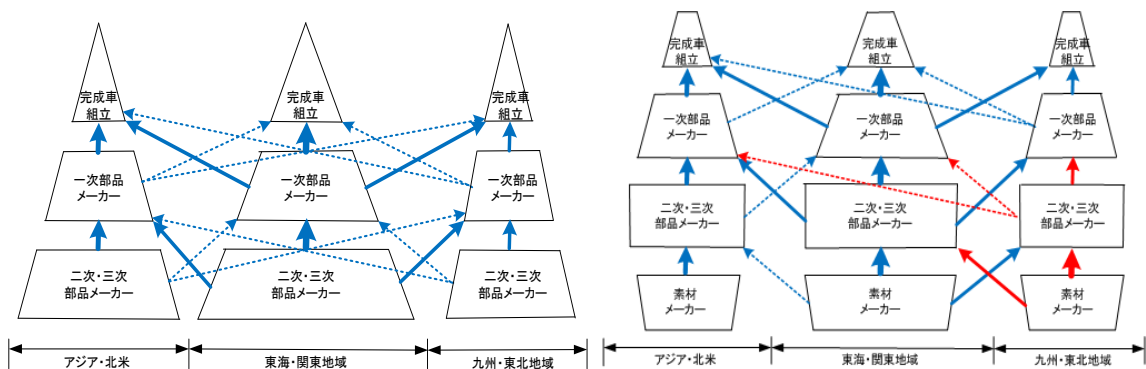 完成車
組立
完成車
組立
完成車
組立
一次部品
メーカー
一次部品
メーカー
一次部品
メーカー
二次・三次
部品メーカー
二次・三次
部品メーカー
二次・三次
部品メーカー
アジア・北米
東海・関東地域
九州・東北地域
完成車
組立
完成車
組立
完成車
組立
一次部品
メーカー
一次部品
メーカー
一次部品
メーカー
二次・三次
部品メーカー
二次・三次
部品メーカー
二次・三次
部品メーカー
素材
メーカー
素材
メーカー
素材
メーカー
アジア・北米
東海・関東地域
九州・東北地域